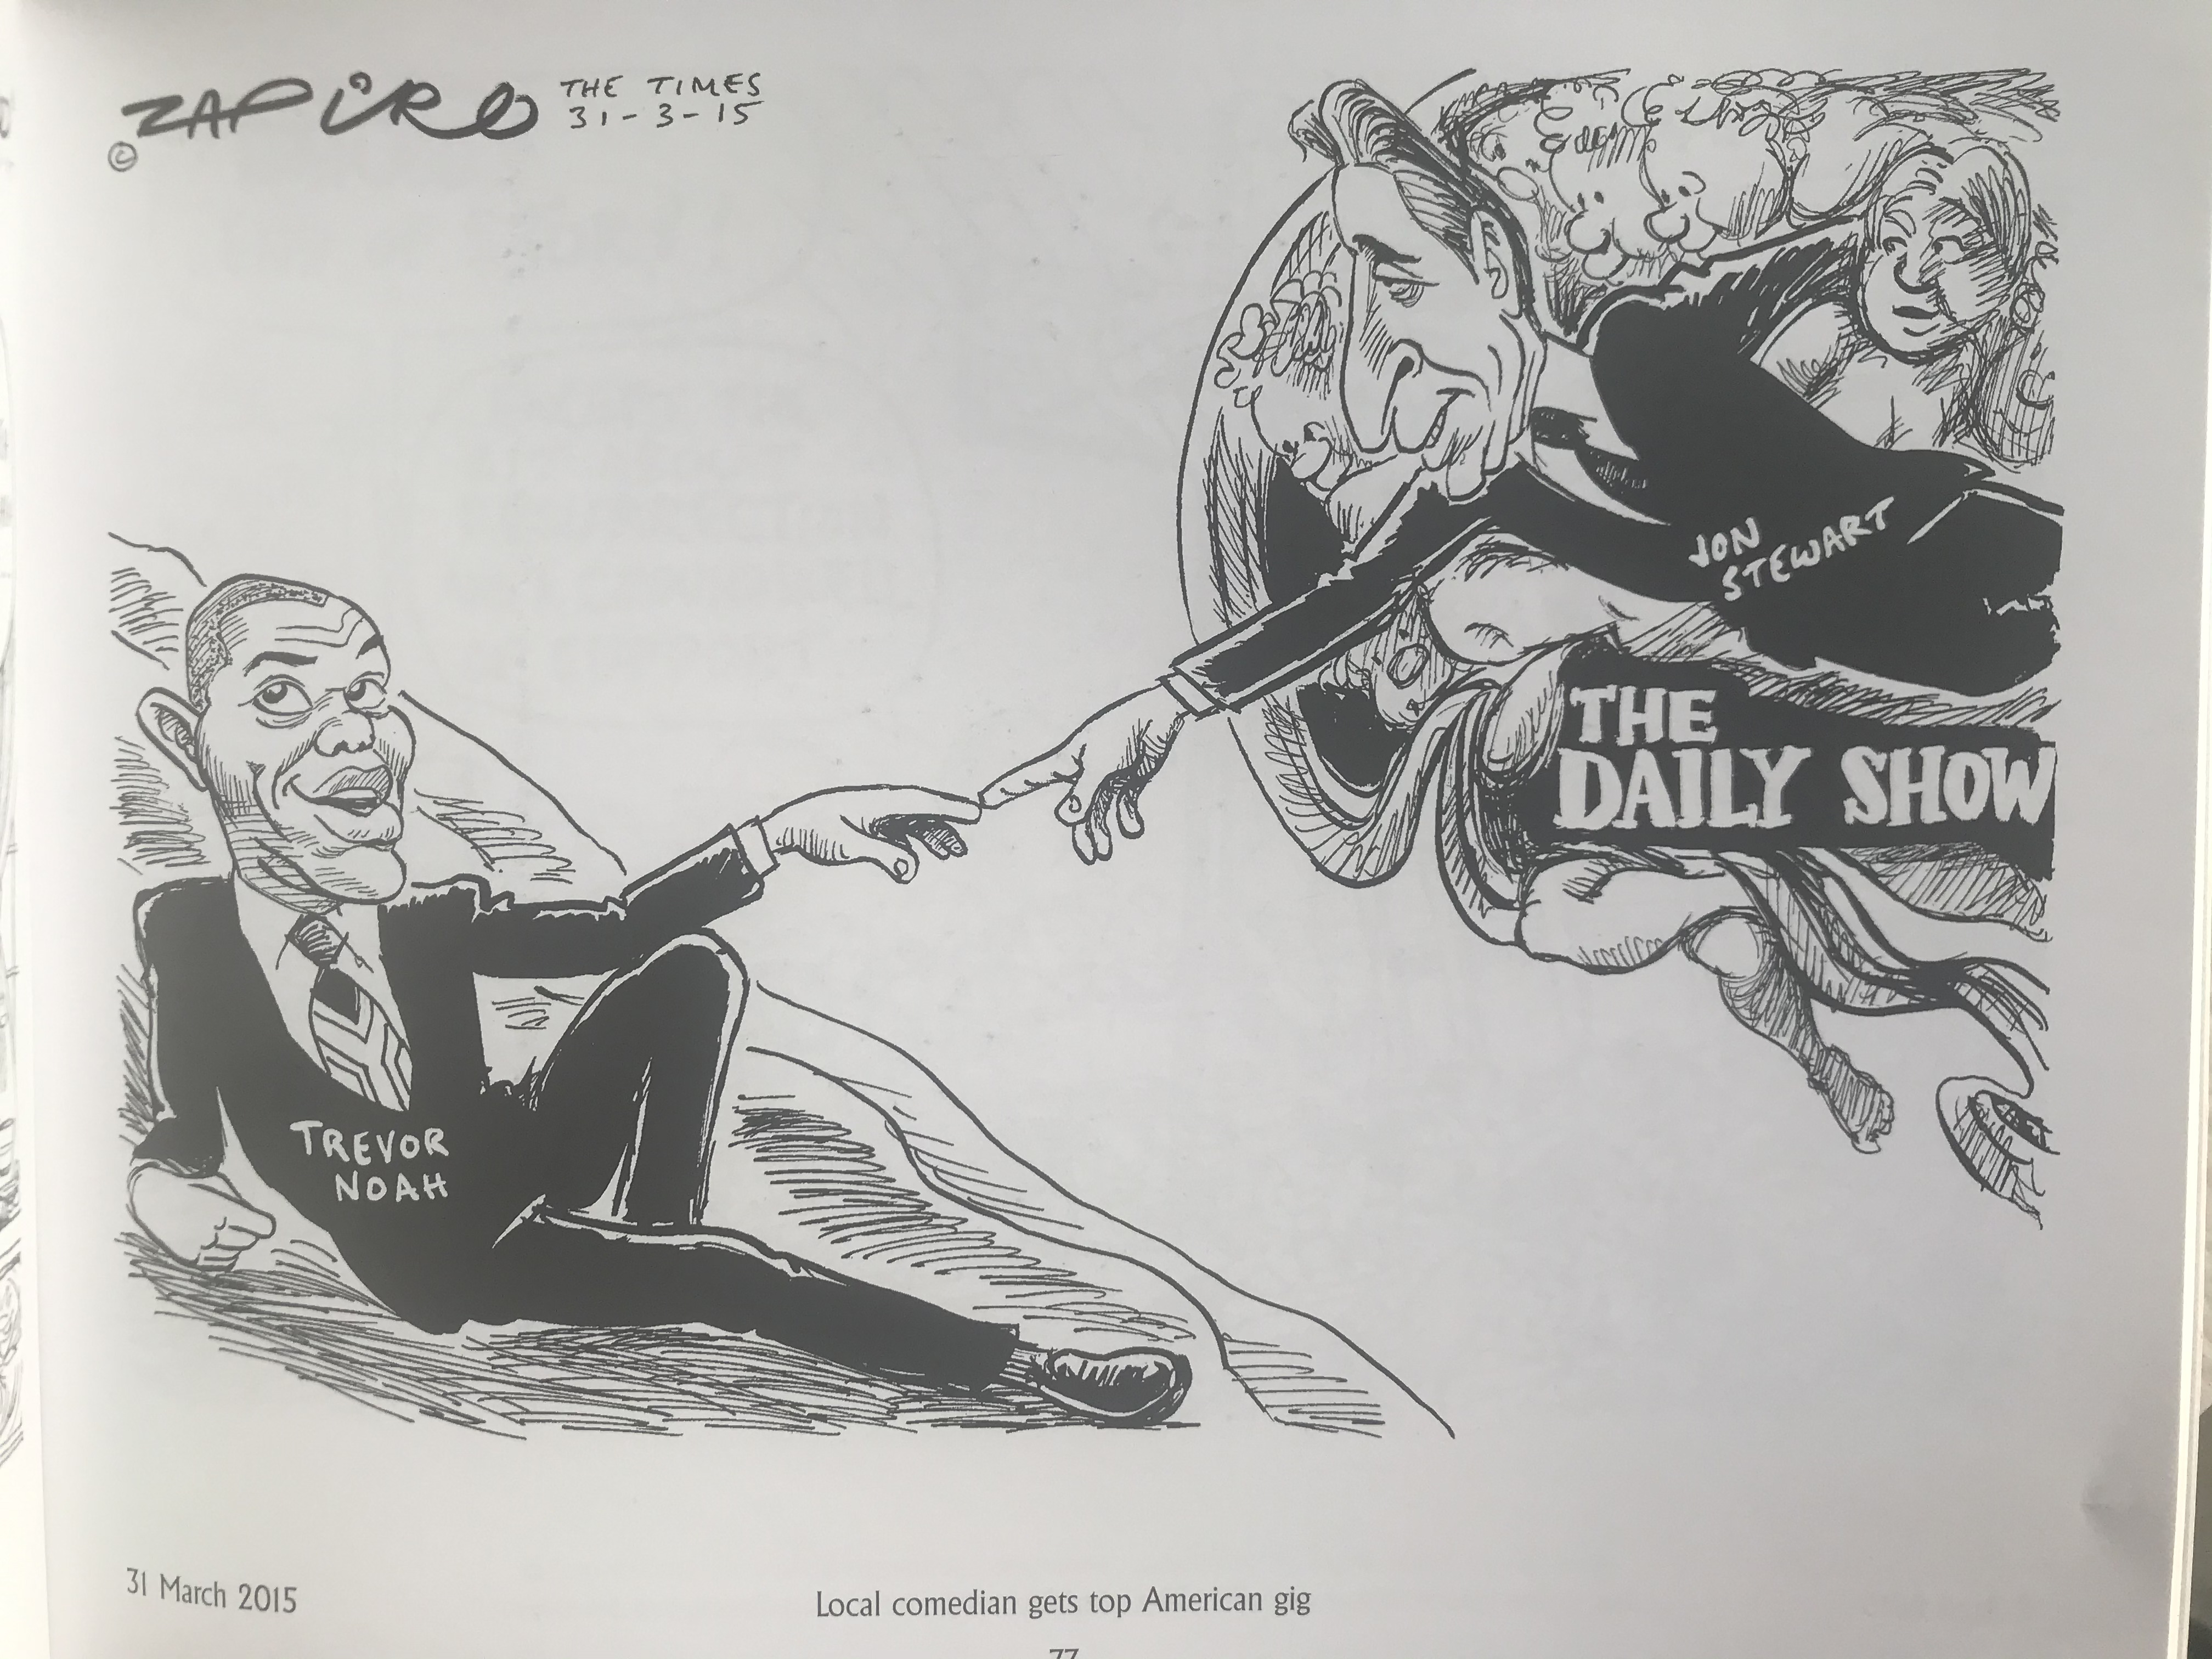 ZAPIRO
THE TIMES
31-3-15
©
JON
STEWART
THE
DAILY SHOW
TREVOR
NOAH
31 March 2015
Local comedian gets top American gig
77